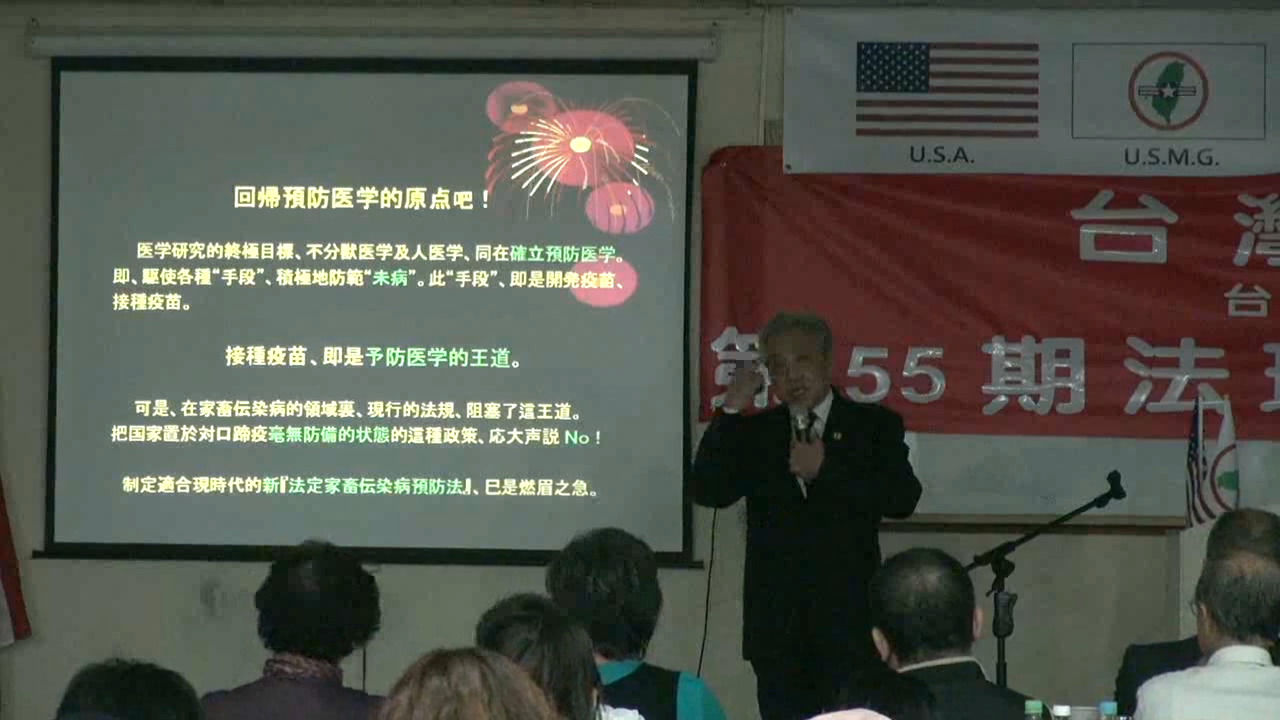 回帰預防医学的原点吧！
医学研究的終極目標、不分獣医学及人医学、同在確立預防医学。
即、駆使各種“手段”、積極地防範“未病”。此“手段”、即是開発疫苗、
接種疫苗。
接種疫苗、即是予防医学的王道。
可是、在家畜伝染病的領域裏、現行的法規、阻塞了這王道。
把国家置於対口蹄疫毫無防備的状態的這種政策、応大声説 No！
制定適合現時代的新『法定家畜伝染病預防法』、巳是燃眉之急。
U.S.A.
U.S.M.G.
台灣
台
第55期法理